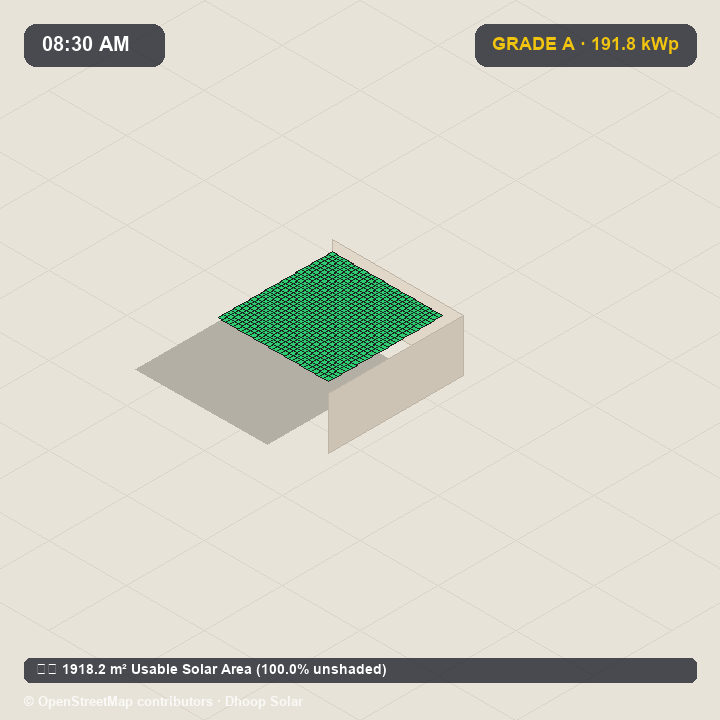 08:30 AM
GRADE A · 191.8 kWp
1918.2 m² Usable Solar Area (100.0% unshaded)
© OpenStreetMap contributors · Dhoop Solar